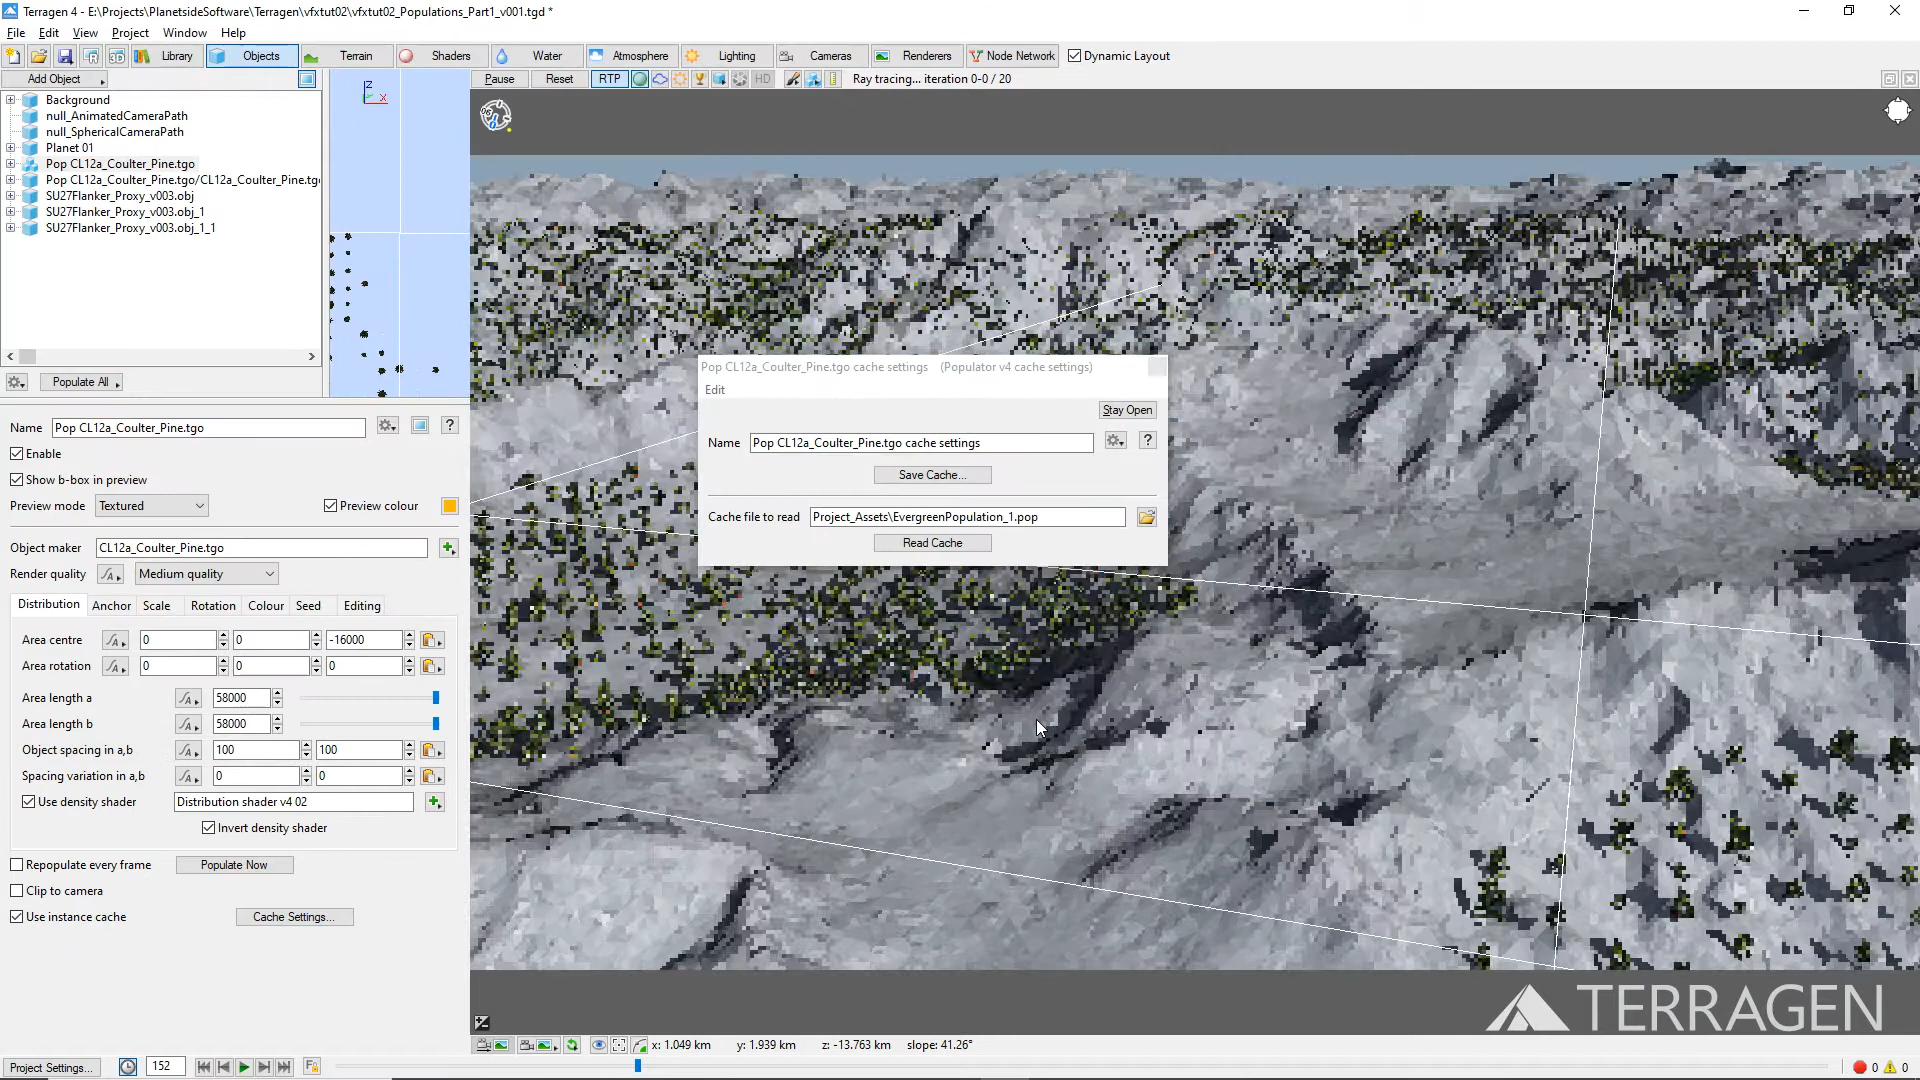 Terragen 4 - E:\Projects\PlanetsideSoftware\Terragen\vfxtut02\vfxtut02_Populations_Part1_v001.tgd *
File Edit View Project Window Help
Library Objects Terrain Shaders Water Atmosphere Lighting Cameras Renderers Node Network Dynamic Layout
Add Object Pause Reset RTP HD Ray tracing... iteration 0-0 / 20
Z
X
Background
null_AnimatedCameraPath
null_SphericalCameraPath
Planet 01
Pop CL12a_Coulter_Pine.tgo
Pop CL12a_Coulter_Pine.tgo/CL12a_Coulter_Pine.tg
SU27Flanker_Proxy_v003.obj
SU27Flanker_Proxy_v003.obj_1
SU27Flanker_Proxy_v003.obj_1_1
Populate All
Name Pop CL12a_Coulter_Pine.tgo ?
Enable
Show b-box in preview
Preview mode Textured Preview colour
Object maker CL12a_Coulter_Pine.tgo
Render quality Medium quality
Distribution Anchor Scale Rotation Colour Seed Editing
Area centre 0 0 -16000
Area rotation 0 0 0
Area length a 58000
Area length b 58000
Object spacing in a,b 100 100
Spacing variation in a,b 0 0
Use density shader Distribution shader v4 02
Invert density shader
Repopulate every frame Populate Now
Clip to camera
Use instance cache Cache Settings...
Pop CL12a_Coulter_Pine.tgo cache settings (Populator v4 cache settings)
Edit
Stay Open
Name Pop CL12a_Coulter_Pine.tgo cache settings ?
Save Cache...
Cache file to read Project_Assets\EvergreenPopulation_1.pop
Read Cache
TERRAGEN
x: 1.049 km y: 1.939 km z: -13.763 km slope: 41.26°
Project Settings... 152 0 0